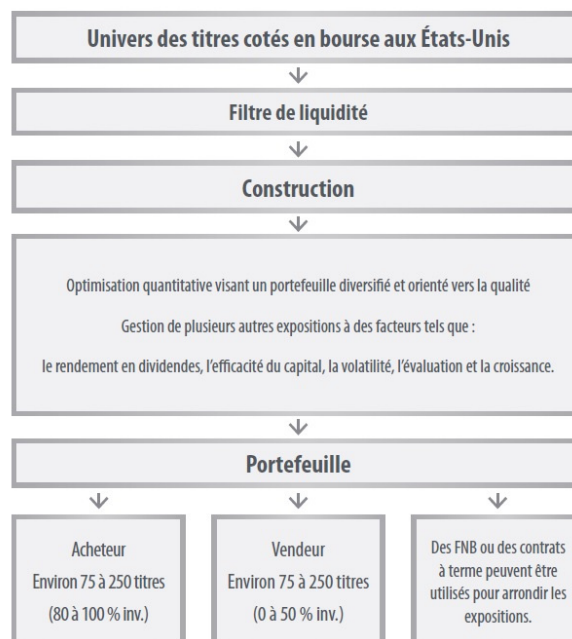 Univers des titres cotés en bourse aux États-Unis
Filtre de liquidité
Construction
Optimisation quantitative visant un portefeuille diversifié et orienté vers la qualité
Gestion de plusieurs autres expositions à des facteurs tels que :
le rendement en dividendes, l’efficacité du capital, la volatilité, l’évaluation et la croissance.
Portefeuille
Acheteur
Environ 75 à 250 titres
(80 à 100 % inv.)
Vendeur
Environ 75 à 250 titres
(0 à 50 % inv.)
Des FNB ou des contrats
à terme peuvent être
utilisés pour arrondir les
expositions.